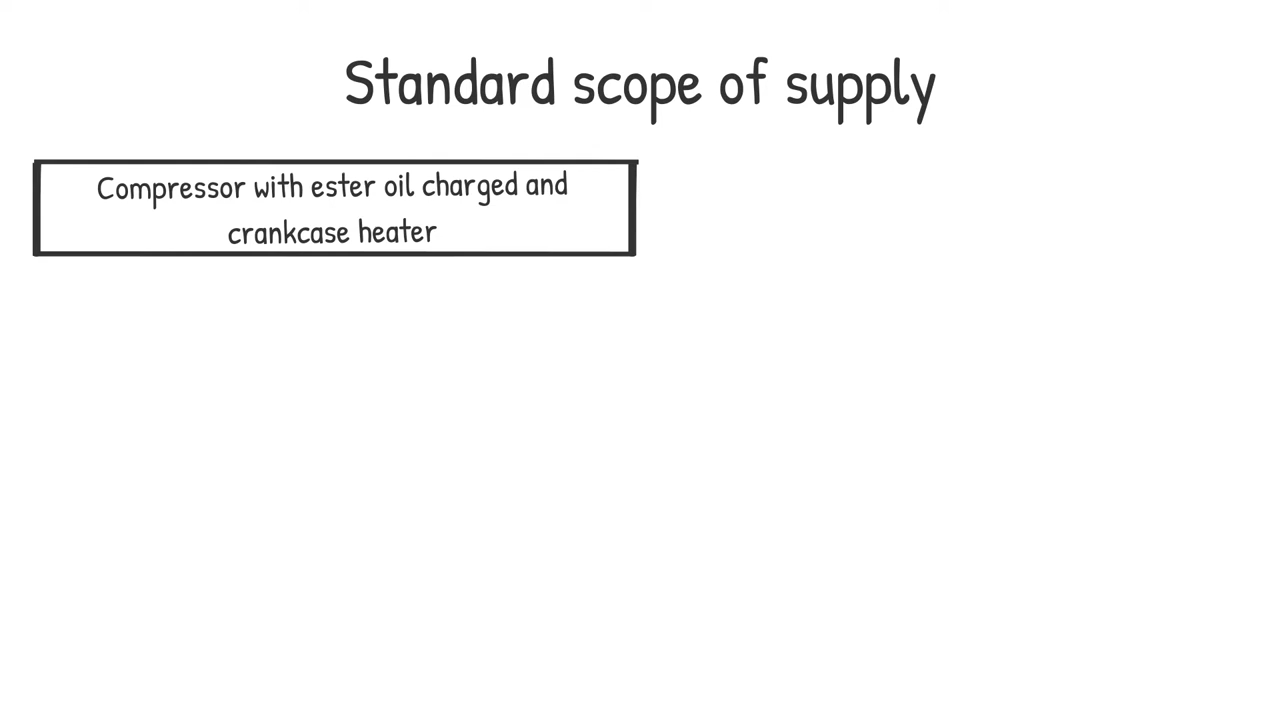 Standard scope of supply
Compressor with ester oil charged and
crankcase heater